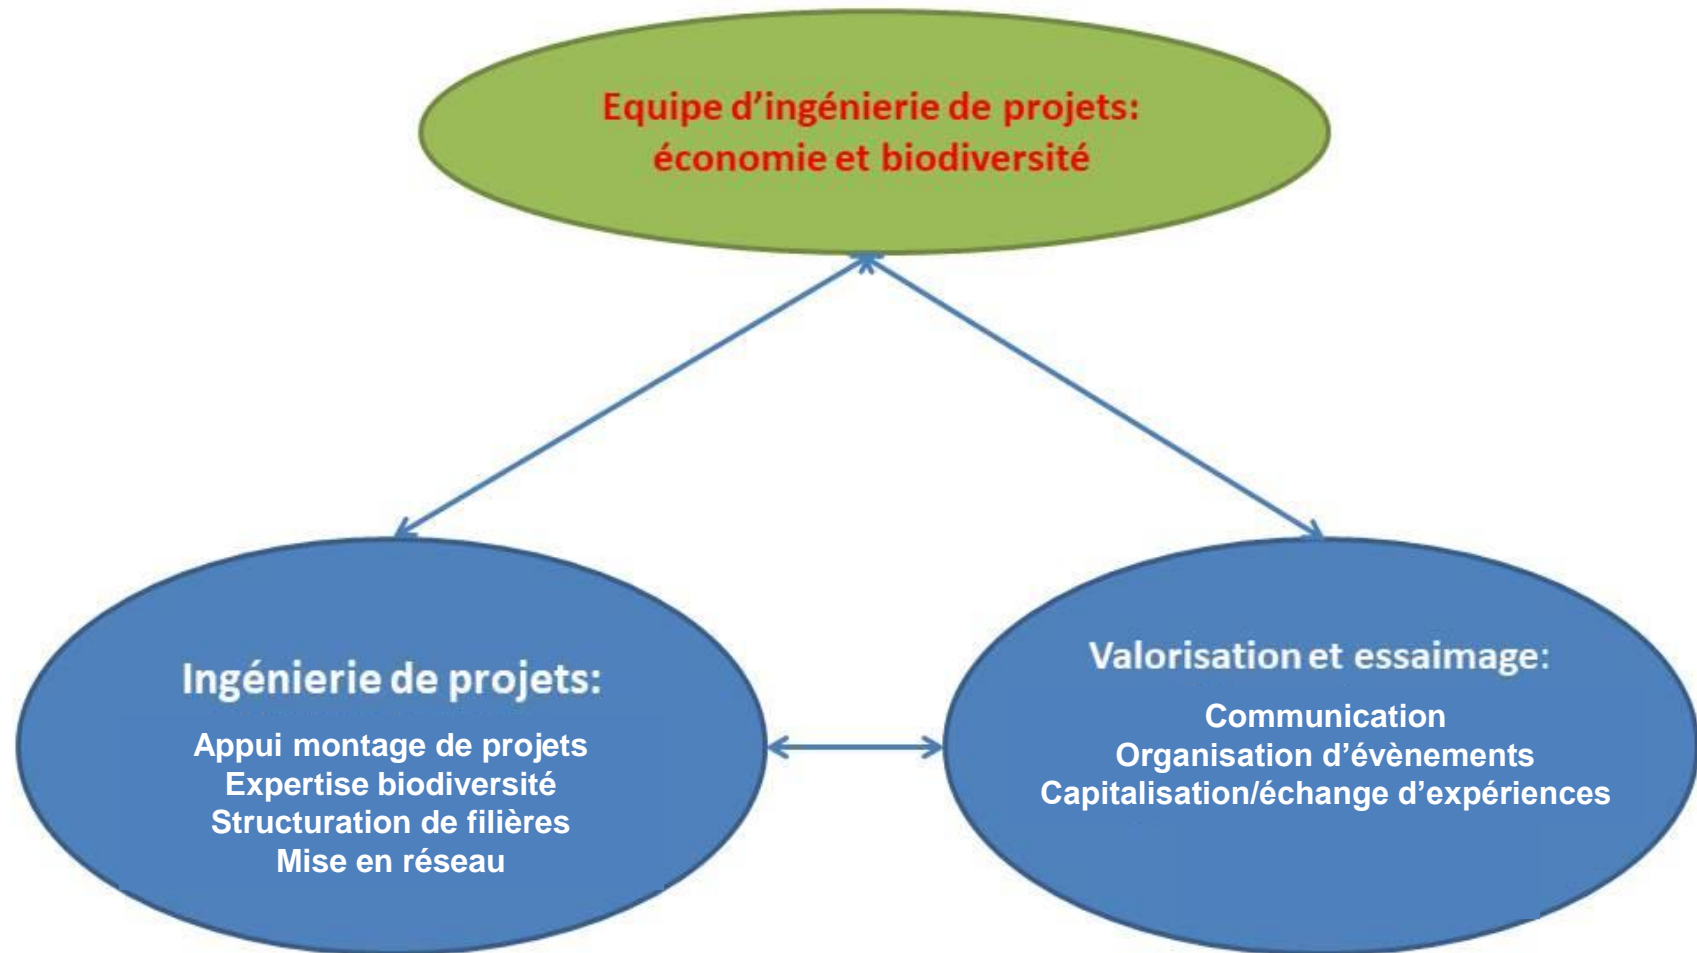 Equipe d’ingénierie de projets:
économie et biodiversité
Ingénierie de projets:
Appui montage de projets
Expertise biodiversité
Structuration de filières
Mise en réseau
Valorisation et essaimage:
Communication
Organisation d’évènements
Capitalisation/échange d’expériences